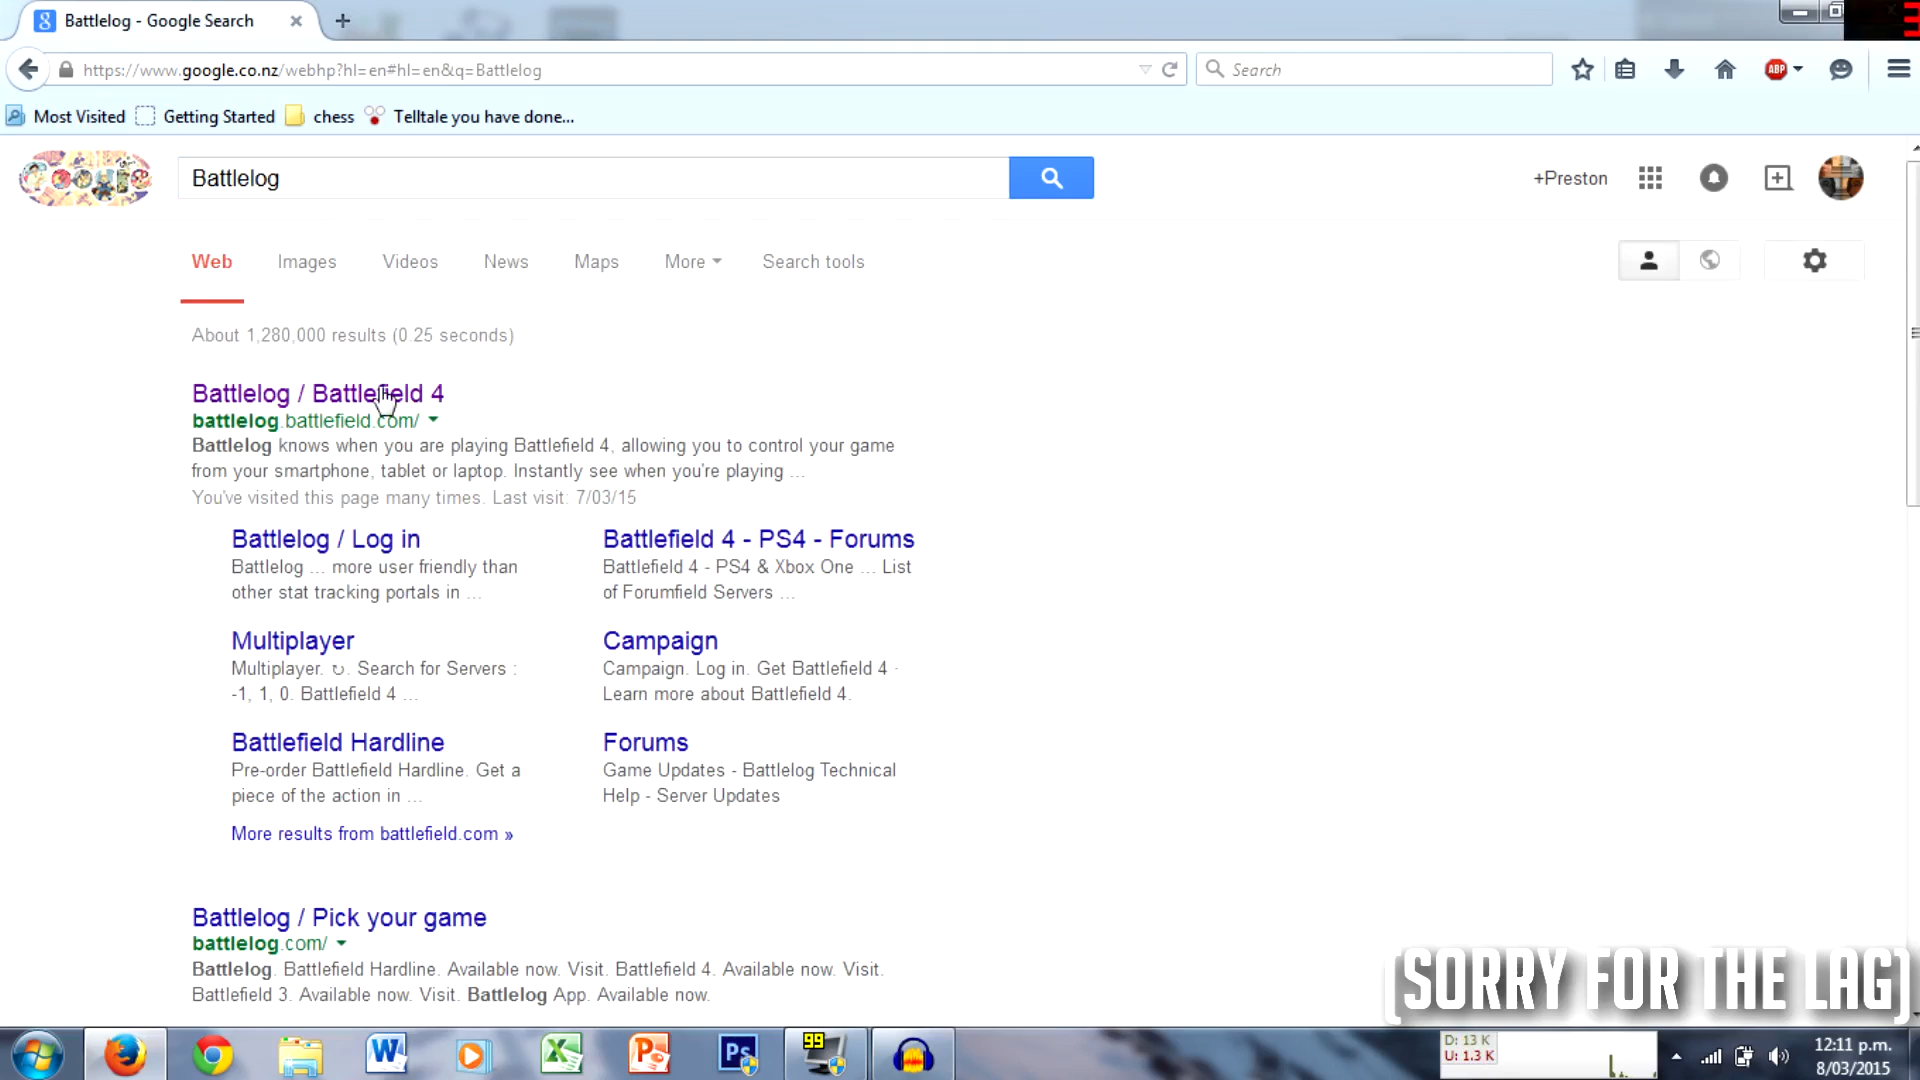 Battlelog - Google Search
https://www.google.co.nz/webhp?hl=en#hl=en&q=Battlelog
Search
ABP
Most Visited
Getting Started
chess
Telltale you have done...
Battlelog
+Preston
Web
Images
Videos
News
Maps
More
Search tools
About 1,280,000 results (0.25 seconds)
Battlelog / Battlefield 4
battlelog.battlefield.com/
Battlelog knows when you are playing Battlefield 4, allowing you to control your game
from your smartphone, tablet or laptop. Instantly see when you're playing ...
You've visited this page many times. Last visit: 7/03/15
Battlelog / Log in
Battlelog ... more user friendly than
other stat tracking portals in ...
Battlefield 4 - PS4 - Forums
Battlefield 4 - PS4 & Xbox One ... List
of Forumfield Servers ...
Multiplayer
Multiplayer. ↻. Search for Servers :
-1, 1, 0. Battlefield 4 ...
Campaign
Campaign. Log in. Get Battlefield 4 -
Learn more about Battlefield 4.
Battlefield Hardline
Pre-order Battlefield Hardline. Get a
piece of the action in ...
Forums
Game Updates - Battlelog Technical
Help - Server Updates
More results from battlefield.com »
Battlelog / Pick your game
battlelog.com/
Battlelog. Battlefield Hardline. Available now. Visit. Battlefield 4. Available now. Visit.
Battlefield 3. Available now. Visit. Battlelog App. Available now.
[SORRY FOR THE LAG]
99
Ps
D: 13 K
U: 1.3 K
12:11 p.m.
8/03/2015